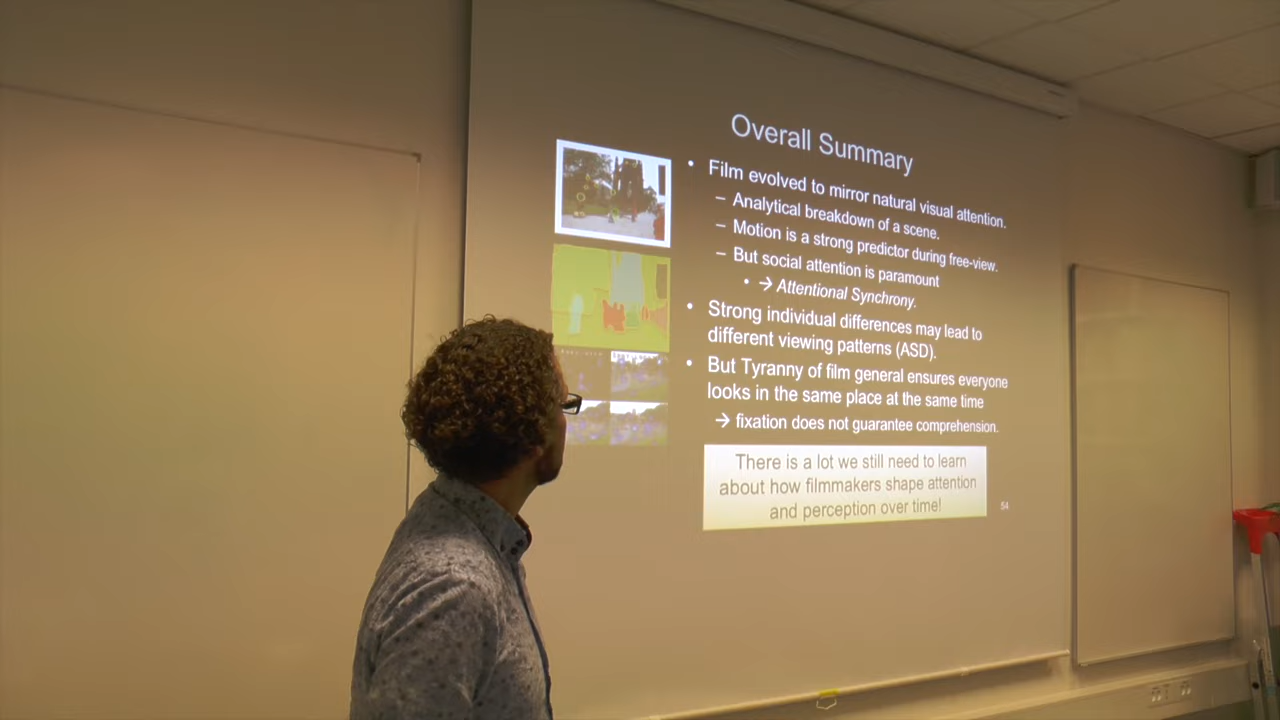 Overall Summary
• Film evolved to mirror natural visual attention.
– Analytical breakdown of a scene.
– Motion is a strong predictor during free-view.
– But social attention is paramount
• → Attentional Synchrony.
• Strong individual differences may lead to
different viewing patterns (ASD).
• But Tyranny of film general ensures everyone
looks in the same place at the same time
→ fixation does not guarantee comprehension.
There is a lot we still need to learn
about how filmmakers shape attention
and perception over time!
54